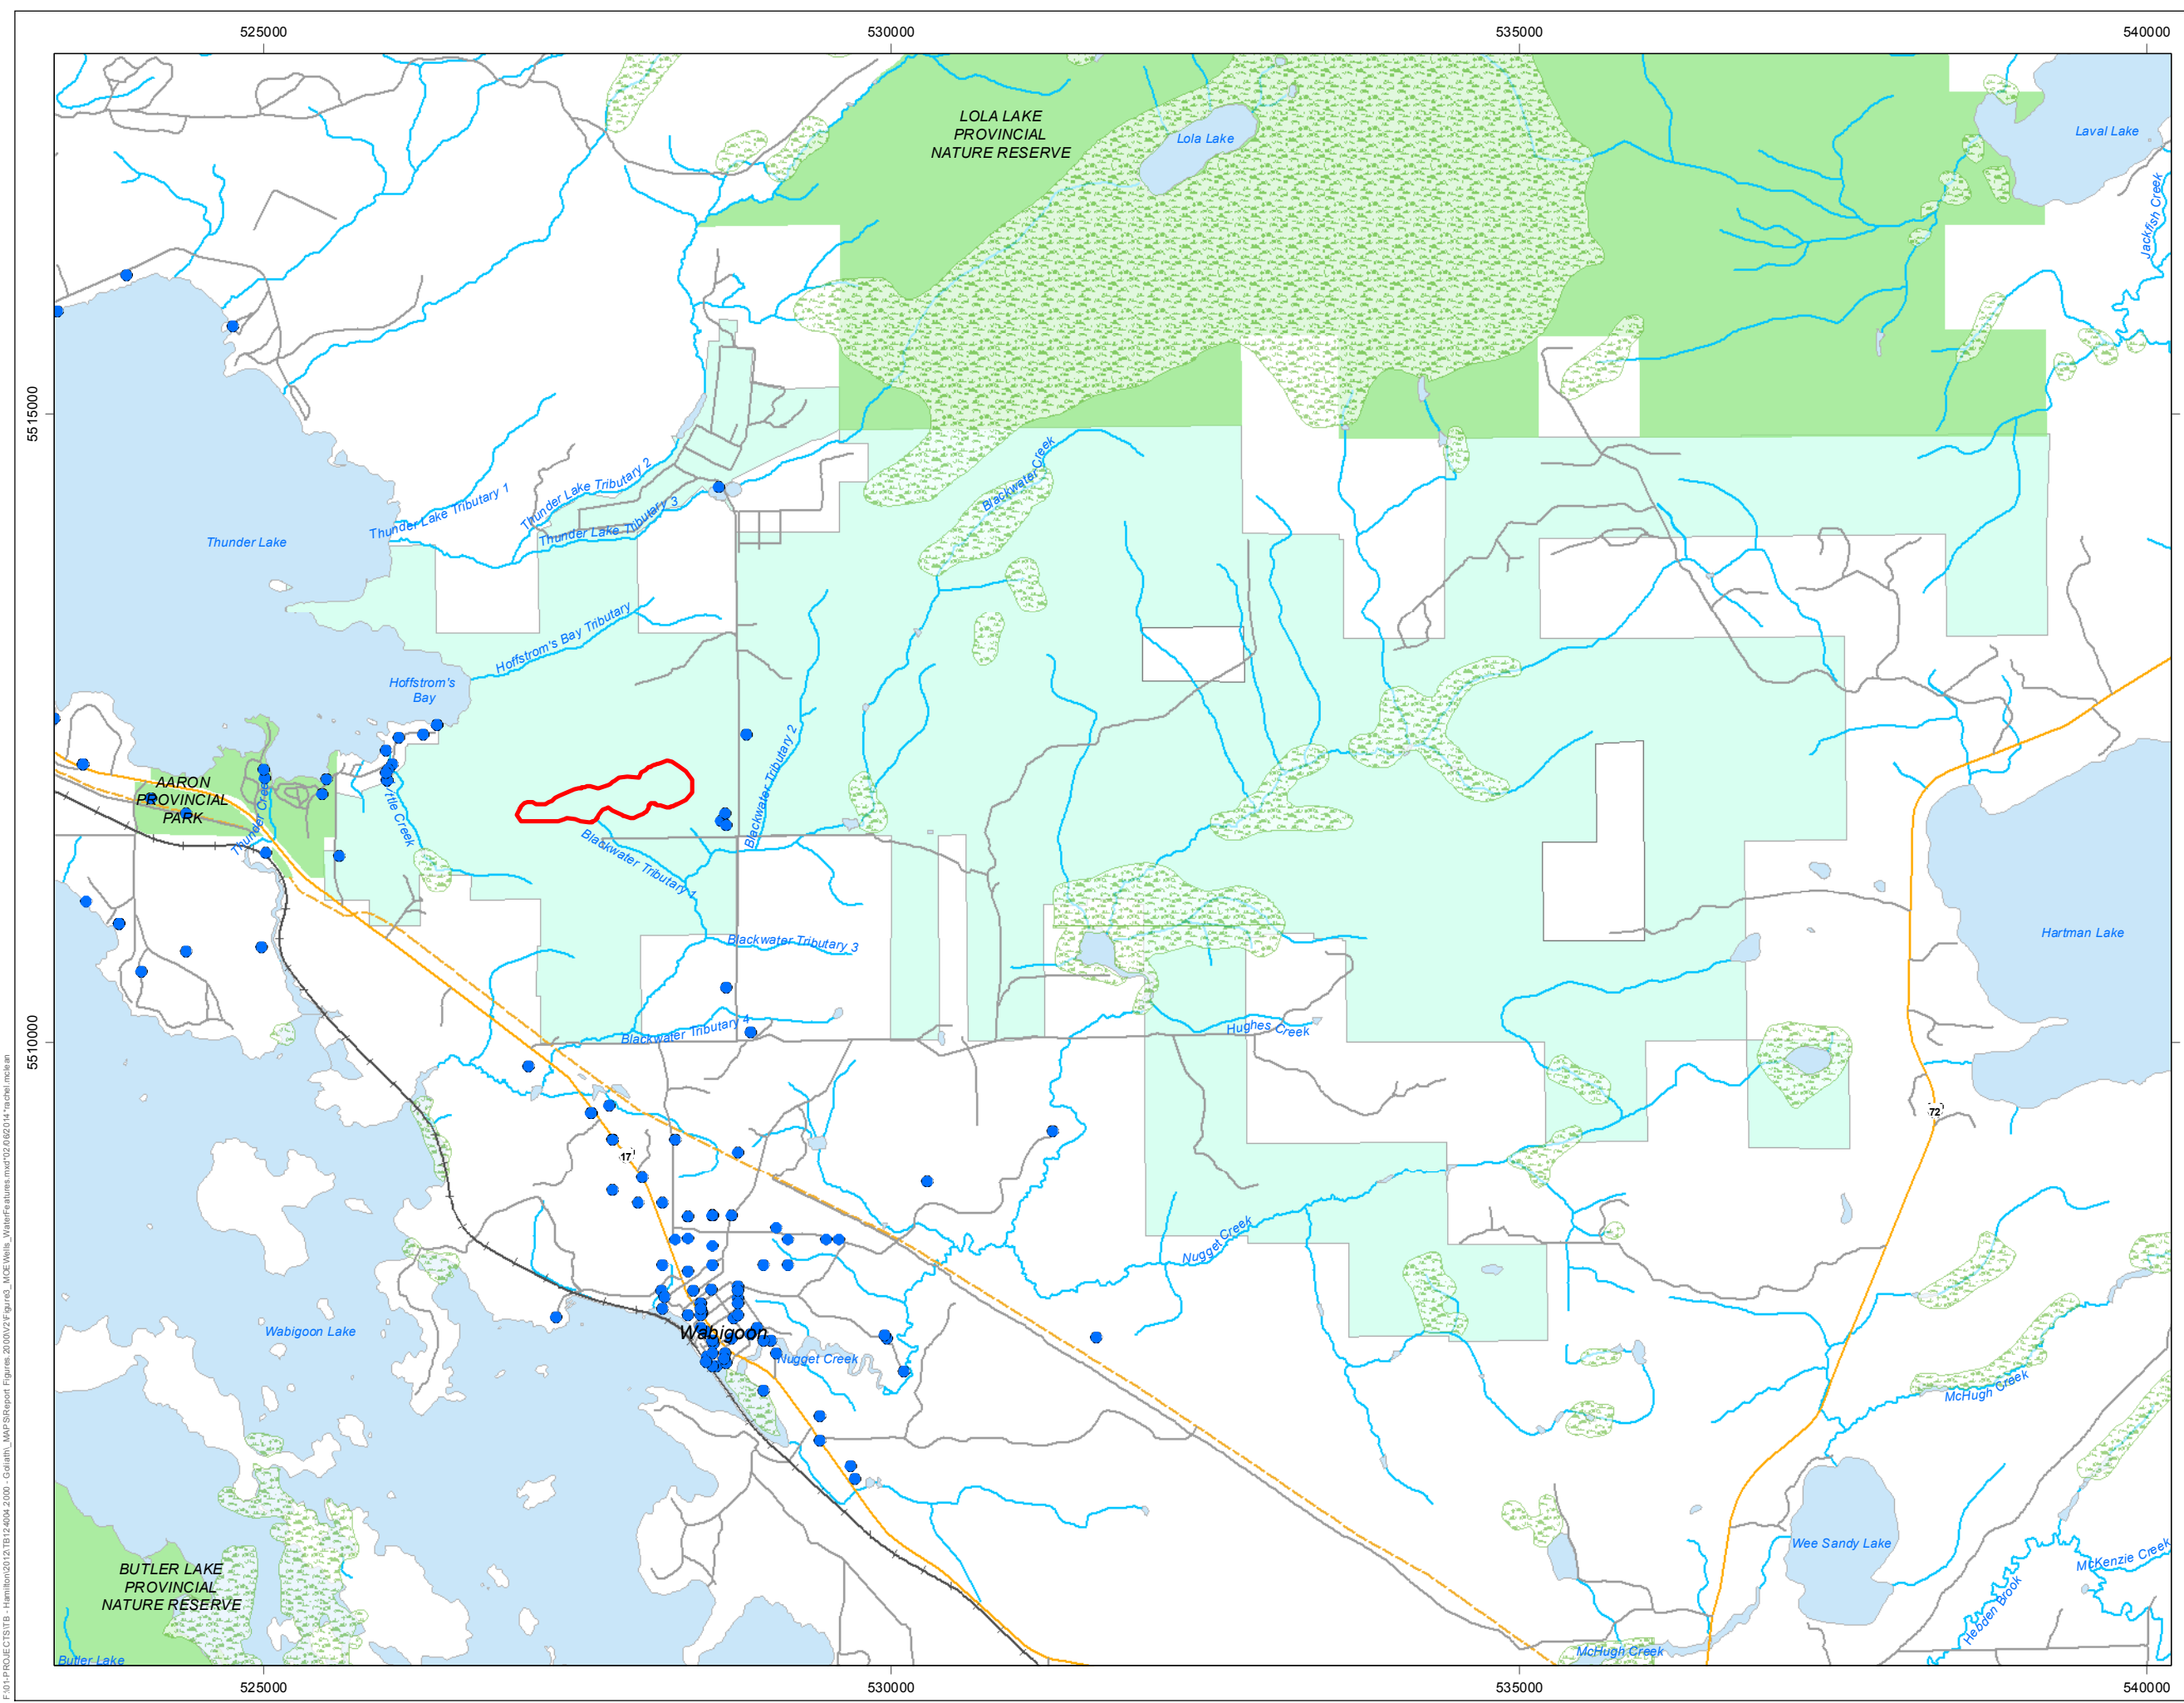 525000
530000
535000
540000
LOLA LAKE
PROVINCIAL
NATURE RESERVE
Lola Lake
Laval Lake
Jackfish Creek
5515000
Blackwater Creek
Thunder Lake Tributary 1
Thunder Lake Tributary 2
Thunder Lake Tributary 3
Thunder Lake
Hoffstrom's Bay Tributary
Hoffstrom's
Bay
Blackwater Tributary 2
AARON
PROVINCIAL
PARK
Thunder Creek
Blackwater Tributary 1
Blackwater Tributary 3
Hartman Lake
5510000
Blackwater Tributary 4
Hughes Creek
72
17
Nugget Creek
Wabigoon Lake
Wabigoon
Nugget Creek
McHugh Creek
Wee Sandy Lake
McKenzie Creek
Hebden Brook
BUTLER LAKE
PROVINCIAL
NATURE RESERVE
Butler Lake
McHugh Creek
525000
530000
535000
540000